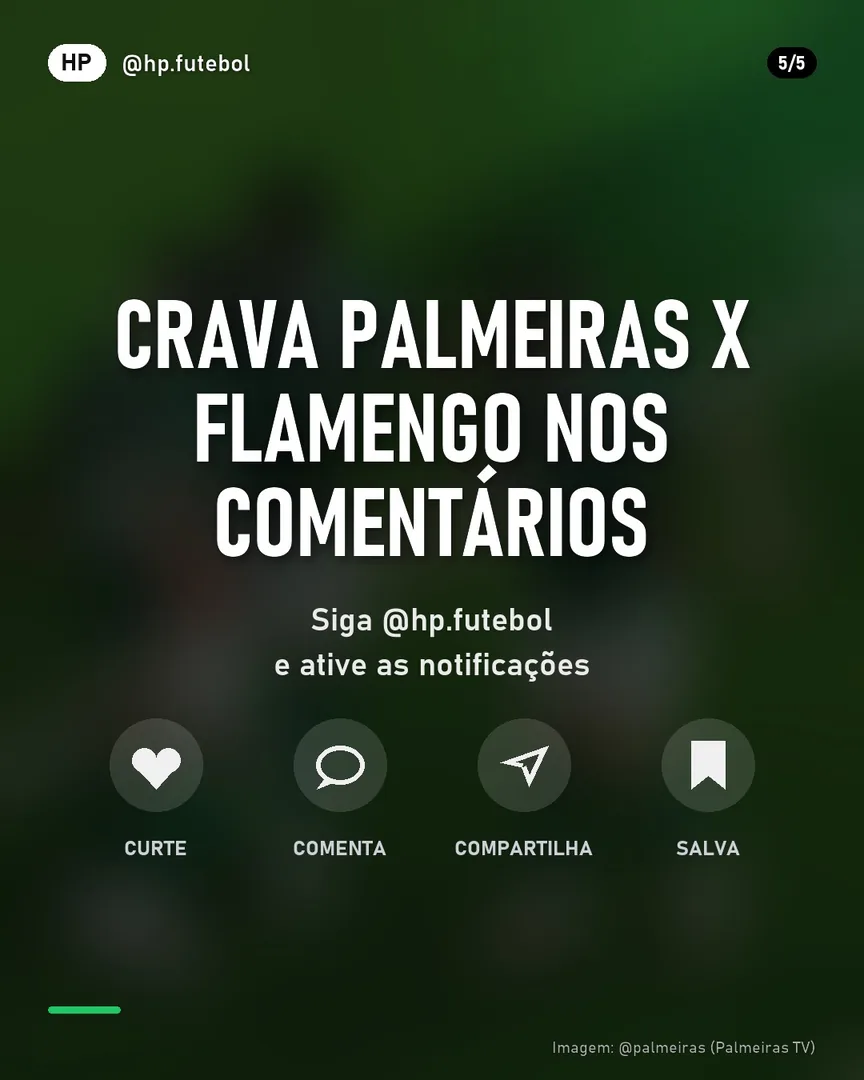 HP @hp.futebol 5/5
CRAVA PALMEIRAS X
FLAMENGO NOS
COMENTÁRIOS
Siga @hp.futebol
e ative as notificações
CURTE COMENTA COMPARTILHA SALVA
Imagem: @palmeiras (Palmeiras TV)